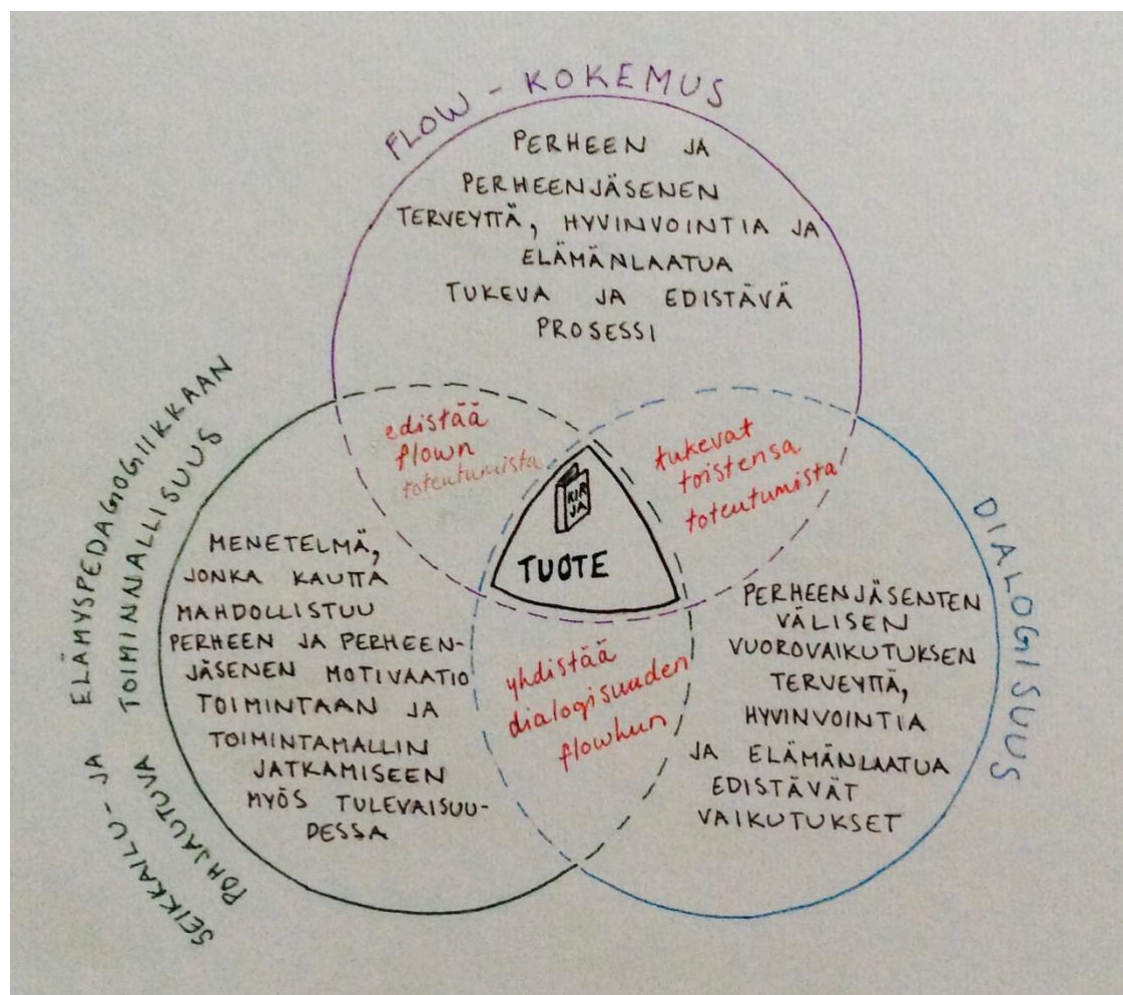 FLOW - KOKEMUS
PERHEEN JA
PERHEENJÄSENEN
TERVEYTTÄ, HYVINVOINTIA JA
ELÄMÄNLAATUA
TUKEVA JA EDISTÄVÄ
PROSESSI
edistää
flown
toteutumista
tukevat
toistensa
toteutumista
KIR
JA
TUOTE
SEIKKAILU- JA ELÄMYSPEDAGOGIIKKAAN
POHJAUTUVA TOIMINNALLISUUS
MENETELMÄ,
JONKA KAUTTA
MAHDOLLISTUU
PERHEEN JA PERHEEN-
JÄSENEN MOTIVAATIO
TOIMINTAAN JA
TOIMINTAMALLIN
JATKAMISEEN
MYÖS TULEVAISUU-
DESSA
yhdistää
dialogisuuden
flowhun
DIALOGISUUS
PERHEENJÄSENTEN
VÄLISEN
VUOROVAIKUTUKSEN
TERVEYTTÄ,
HYVINVOINTIA
JA ELÄMÄNLAATUA
EDISTÄVÄT
VAIKUTUKSET